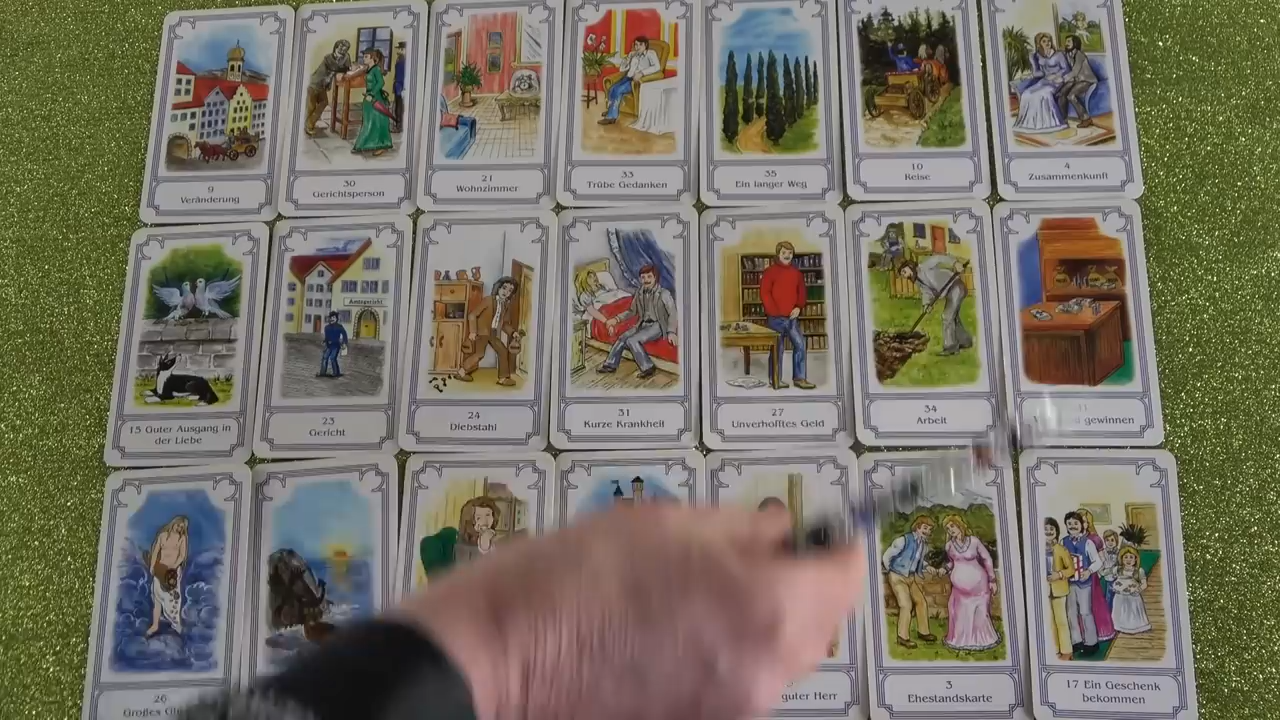 9
Veränderung
30
Gerichtsperson
21
Wohnzimmer
33
Trübe Gedanken
35
Ein langer Weg
10
Reise
4
Zusammenkunft
15 Guter Ausgang in
der Liebe
Amtsgericht
23
Gericht
24
Diebstahl
31
Kurze Krankheit
27
Unverhofftes Geld
34
Arbeit
gewinnen
26
Großes
guter Herr
3
Ehestandskarte
17 Ein Geschenk
bekommen